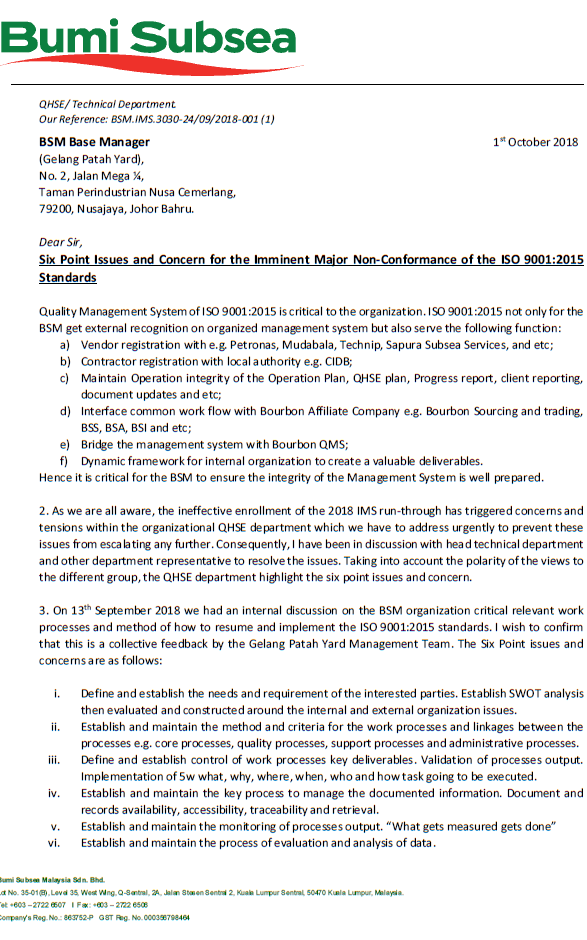 Bumi Subsea
QHSE/ Technical Department.
Our Reference: BSM.IMS.3030-24/09/2018-001 (1)
BSM Base Manager 1st October 2018
(Gelang Patah Yard),
No. 2, Jalan Mega ¼,
Taman Perindustrian Nusa Cemerlang,
79200, Nusajaya, Johor Bahru.
Dear Sir,
Six Point Issues and Concern for the Imminent Major Non-Conformance of the ISO 9001:2015
Standards
Quality Management System of ISO 9001:2015 is critical to the organization. ISO 9001:2015 not only for the
BSM get external recognition on organized management system but also serve the following function:
a) Vendor registration with e.g. Petronas, Mudabala, Technip, Sapura Subsea Services, and etc;
b) Contractor registration with local authority e.g. CIDB;
c) Maintain Operation integrity of the Operation Plan, QHSE plan, Progress report, client reporting,
document updates and etc;
d) Interface common work flow with Bourbon Affiliate Company e.g. Bourbon Sourcing and trading,
BSS, BSA, BSI and etc;
e) Bridge the management system with Bourbon QMS;
f) Dynamic framework for internal organization to create a valuable deliverables.
Hence it is critical for the BSM to ensure the integrity of the Management System is well prepared.
2. As we are all aware, the ineffective enrollment of the 2018 IMS run-through has triggered concerns and
tensions within the organizational QHSE department which we have to address urgently to prevent these
issues from escalating any further. Consequently, I have been in discussion with head technical department
and other department representative to resolve the issues. Taking into account the polarity of the views to
the different group, the QHSE department highlight the six point issues and concern.
3. On 13th September 2018 we had an internal discussion on the BSM organization critical relevant work
processes and method of how to resume and implement the ISO 9001:2015 standards. I wish to confirm
that this is a collective feedback by the Gelang Patah Yard Management Team. The Six Point issues and
concerns are as follows:
i. Define and establish the needs and requirement of the interested parties. Establish SWOT analysis
then evaluated and constructed around the internal and external organization issues.
ii. Establish and maintain the method and criteria for the work processes and linkages between the
processes e.g. core processes, quality processes, support processes and administrative processes.
iii. Define and establish control of work processes key deliverables. Validation of processes output.
Implementation of 5w what, why, where, when, who and how task going to be executed.
iv. Establish and maintain the key process to manage the documented information. Document and
records availability, accessibility, traceability and retrieval.
v. Establish and maintain the monitoring of processes output. “What gets measured gets done”
vi. Establish and maintain the process of evaluation and analysis of data.
Bumi Subsea Malaysia Sdn. Bhd.
Lot No. 35-01(B), Level 35, West Wing, Q-Sentral, 2A, Jalan Stesen Sentral 2, Kuala Lumpur Sentral, 50470 Kuala Lumpur, Malaysia.
Tel: +603 – 2722 6507 I Fax: +603 – 2722 6506
Company's Reg. No.: 863752-P GST Reg. No. 000356798464